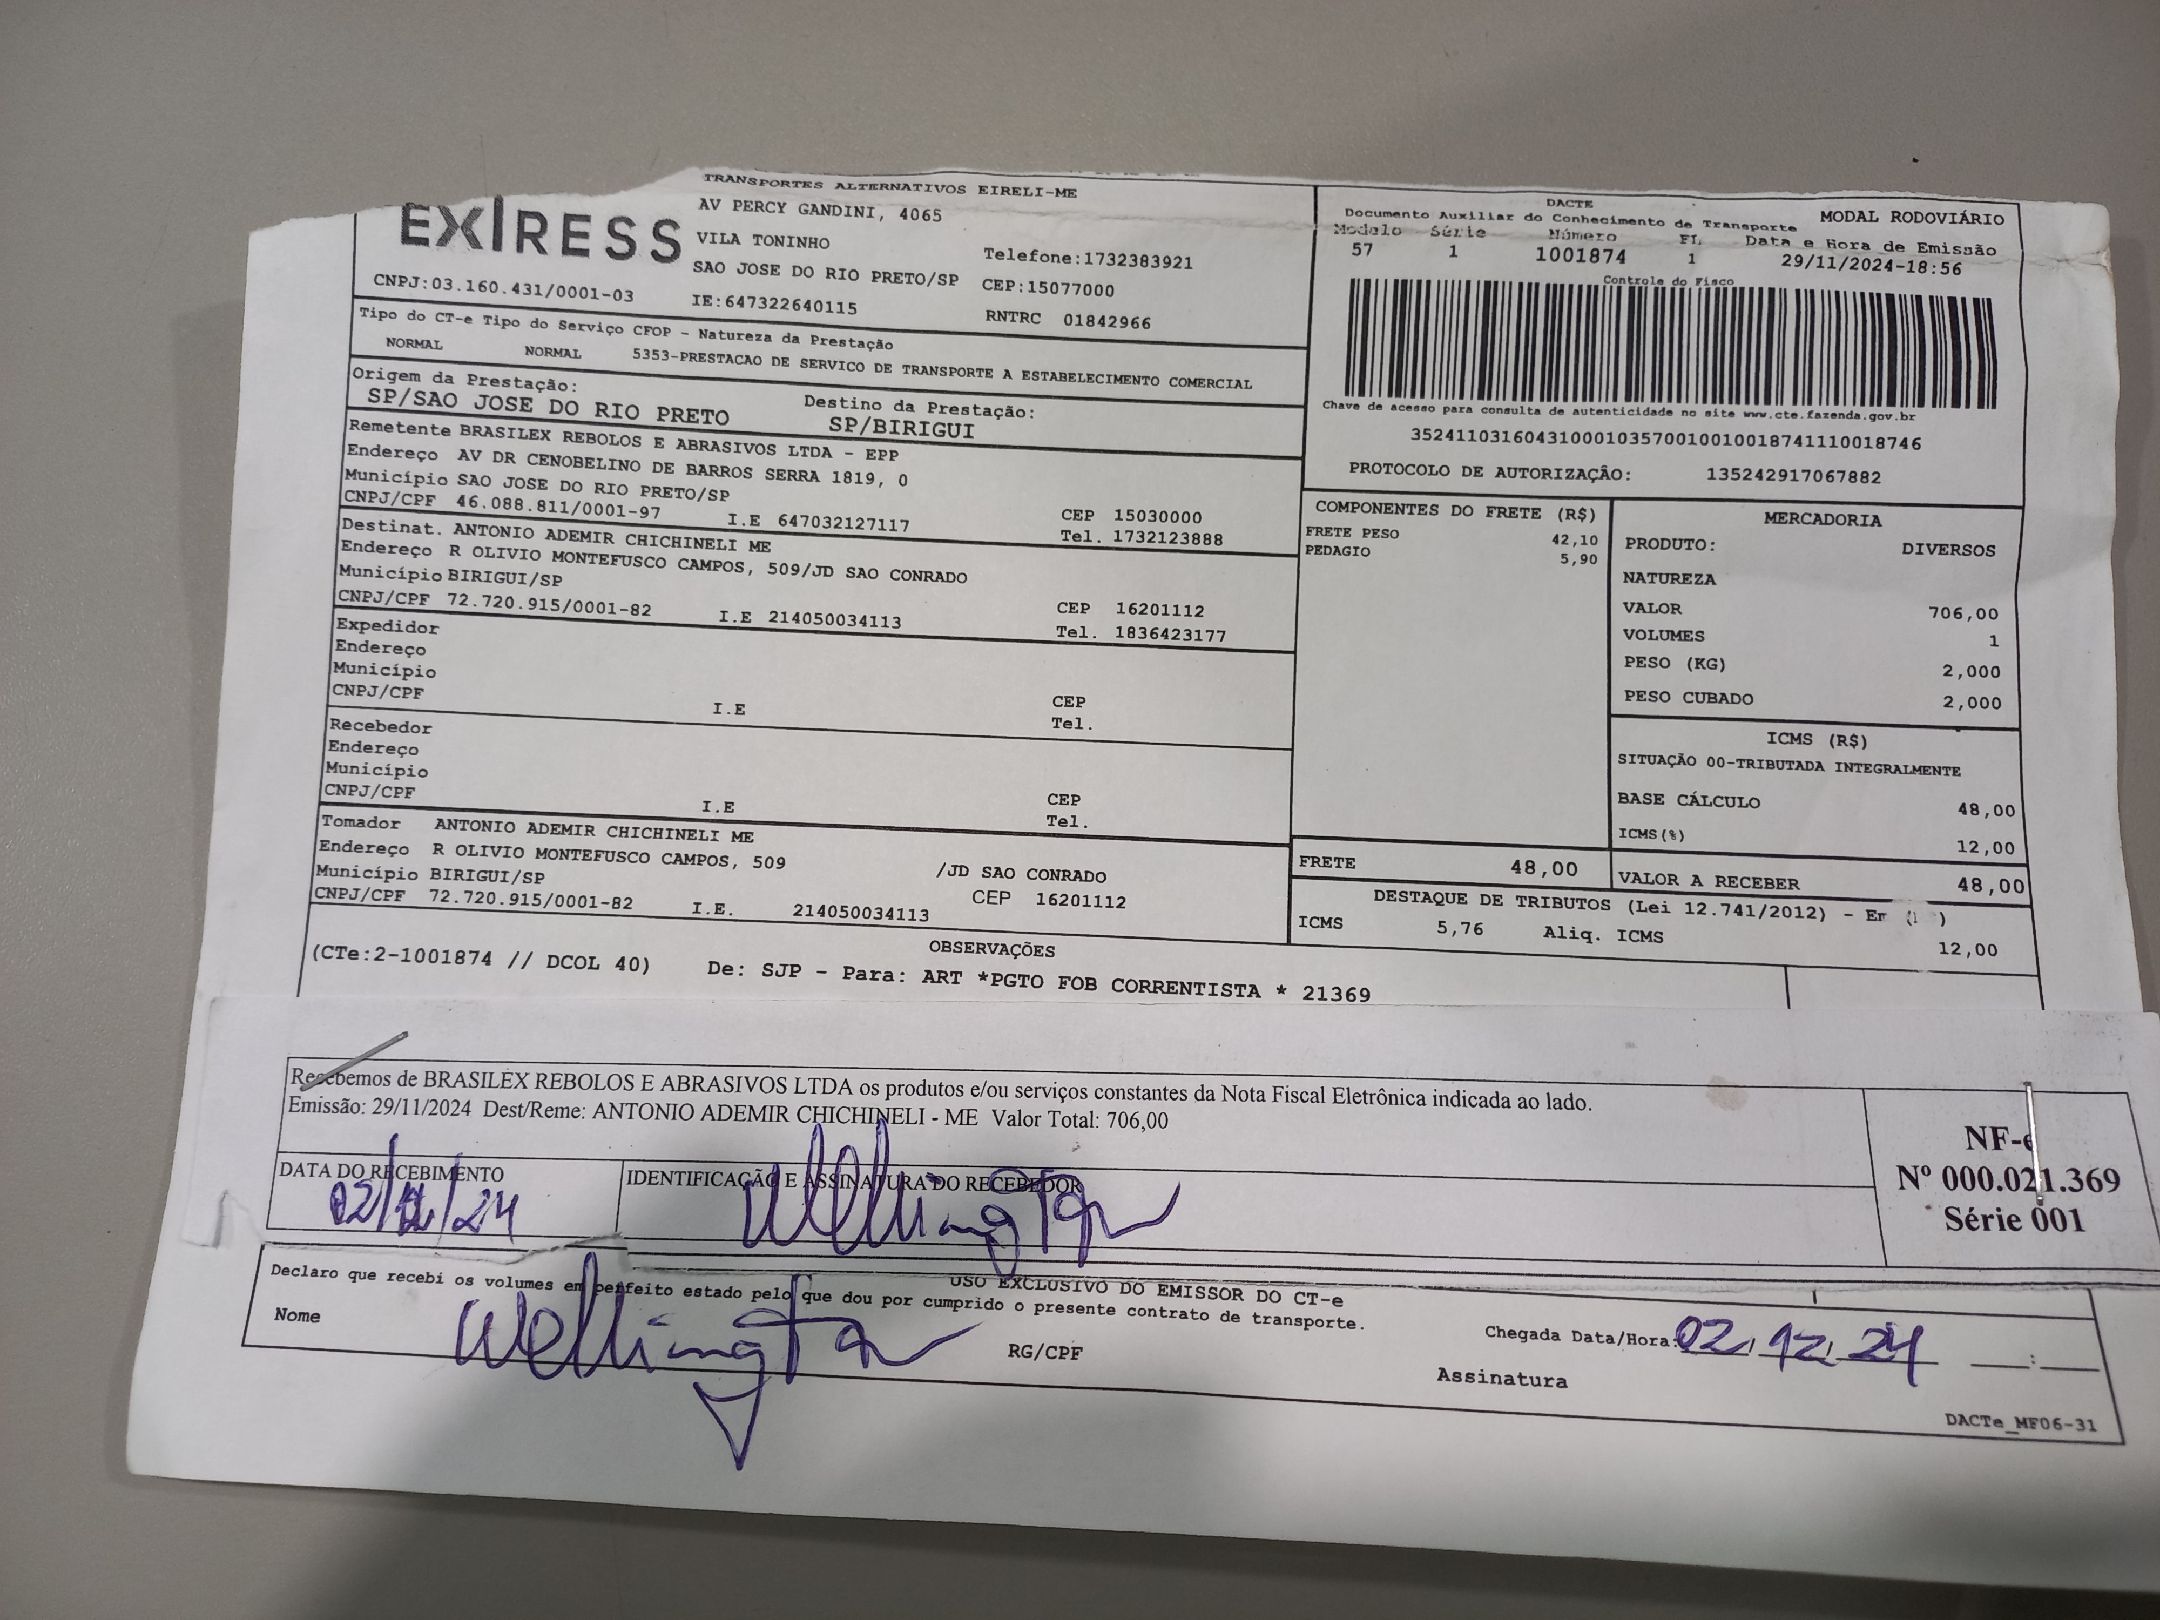 TRANSPORTES ALTERNATIVOS EIRELI-ME
EXIRESS
AV PERCY GANDINI, 4065
VILA TONINHO
Telefone:1732383921
SAO JOSE DO RIO PRETO/SP CEP:15077000
CNPJ:03.160.431/0001-03 IE:647322640115 RNTRC 01842966
DACTE
Documento Auxiliar do Conhecimento de Transporte
MODAL RODOVIÁRIO
Modelo Série Número FL Data e Hora de Emissão
57 1 1001874 1 29/11/2024-18:56
Controle do Fisco
Chave de acesso para consulta de autenticidade no site www.cte.fazenda.gov.br
35241103160431000103570010010018741110018746
PROTOCOLO DE AUTORIZAÇÃO: 135242917067882
Tipo do CT-e Tipo do Serviço CFOP - Natureza da Prestação
NORMAL NORMAL 5353-PRESTACAO DE SERVICO DE TRANSPORTE A ESTABELECIMENTO COMERCIAL
Origem da Prestação: Destino da Prestação:
SP/SAO JOSE DO RIO PRETO SP/BIRIGUI
Remetente BRASILEX REBOLOS E ABRASIVOS LTDA - EPP
Endereço AV DR CENOBELINO DE BARROS SERRA 1819, 0
Município SAO JOSE DO RIO PRETO/SP CEP 15030000
CNPJ/CPF 46.088.811/0001-97 I.E 647032127117 Tel. 1732123888
Destinat. ANTONIO ADEMIR CHICHINELI ME
Endereço R OLIVIO MONTEFUSCO CAMPOS, 509/JD SAO CONRADO
Município BIRIGUI/SP CEP 16201112
CNPJ/CPF 72.720.915/0001-82 I.E 214050034113 Tel. 1836423177
Expedidor
Endereço
Município CEP
CNPJ/CPF I.E Tel.
Recebedor
Endereço
Município CEP
CNPJ/CPF I.E Tel.
Tomador ANTONIO ADEMIR CHICHINELI ME
Endereço R OLIVIO MONTEFUSCO CAMPOS, 509 /JD SAO CONRADO
Município BIRIGUI/SP CEP 16201112
CNPJ/CPF 72.720.915/0001-82 I.E. 214050034113
COMPONENTES DO FRETE (R$)
FRETE PESO 42,10
PEDAGIO 5,90
MERCADORIA
PRODUTO: DIVERSOS
NATUREZA
VALOR 706,00
VOLUMES 1
PESO (KG) 2,000
PESO CUBADO 2,000
ICMS (R$)
SITUAÇÃO 00-TRIBUTADA INTEGRALMENTE
BASE CÁLCULO 48,00
ICMS(%) 12,00
FRETE 48,00 VALOR A RECEBER 48,00
DESTAQUE DE TRIBUTOS (Lei 12.741/2012) - Em
ICMS 5,76 Aliq. ICMS 12,00
OBSERVAÇÕES
(CTe:2-1001874 // DCOL 40) De: SJP - Para: ART *PGTO FOB CORRENTISTA * 21369
Recebemos de BRASILEX REBOLOS E ABRASIVOS LTDA os produtos e/ou serviços constantes da Nota Fiscal Eletrônica indicada ao lado.
Emissão: 29/11/2024 Dest/Reme: ANTONIO ADEMIR CHICHINELI - ME Valor Total: 706,00
DATA DO RECEBIMENTO IDENTIFICAÇÃO E ASSINATURA DO RECEBEDOR
02/12/24 Wellington
NF-e
Nº 000.021.369
Série 001
USO EXCLUSIVO DO EMISSOR DO CT-e
Declaro que recebi os volumes em perfeito estado pelo que dou por cumprido o presente contrato de transporte.
Nome Wellington RG/CPF
Chegada Data/Hora: 02/12/24 __:__
Assinatura
DACTe_MF06-31